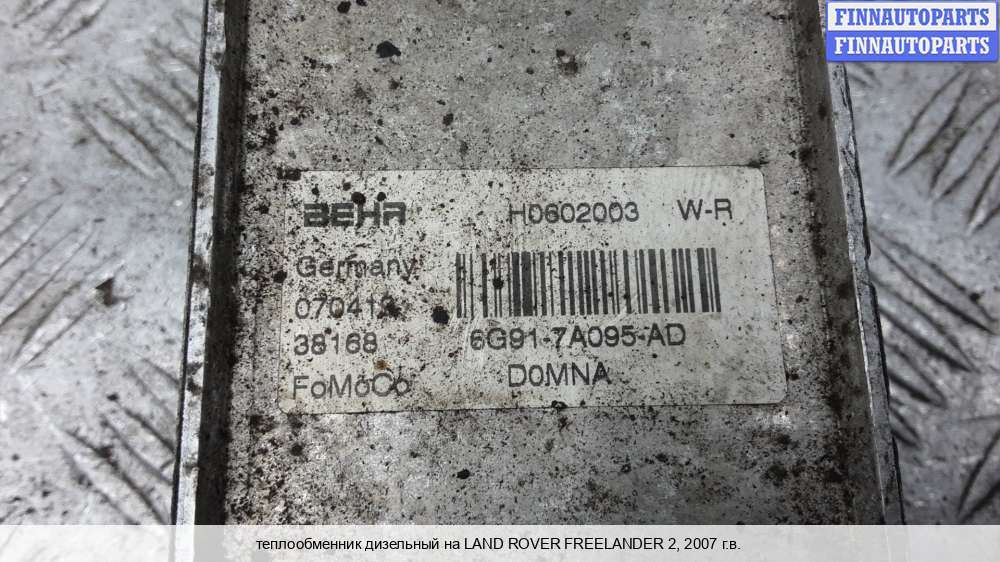 FINNAUTOPARTS
FINNAUTOPARTS
BEHR H0602003 W-R
Germany
070412
38168 6G91-7A095-AD
FoMoCo D0MNA
теплообменник дизельный на LAND ROVER FREELANDER 2, 2007 г.в.